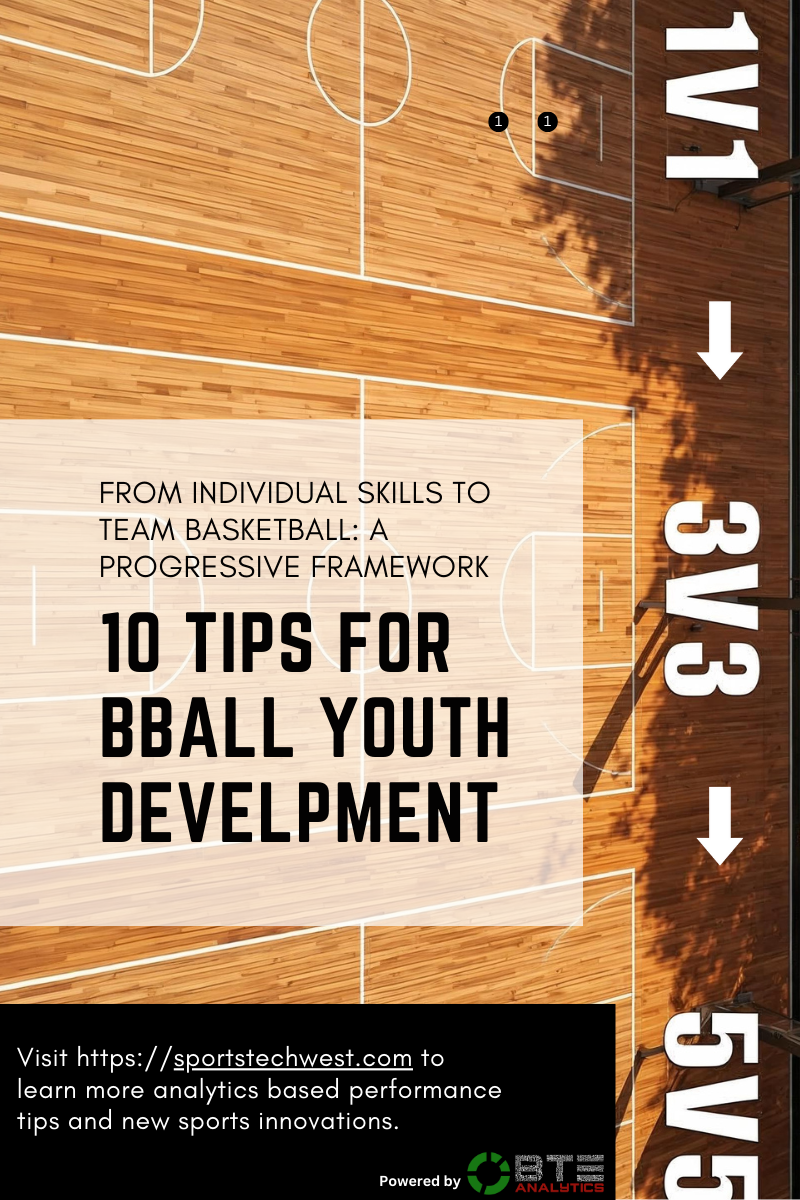 1V1
1 1
3V3
FROM INDIVIDUAL SKILLS TO
TEAM BASKETBALL: A
PROGRESSIVE FRAMEWORK
10 TIPS FOR
BBALL YOUTH
DEVELPMENT
5V5
Visit https://sportstechwest.com to
learn more analytics based performance
tips and new sports innovations.
Powered by BTE
ANALYTICS